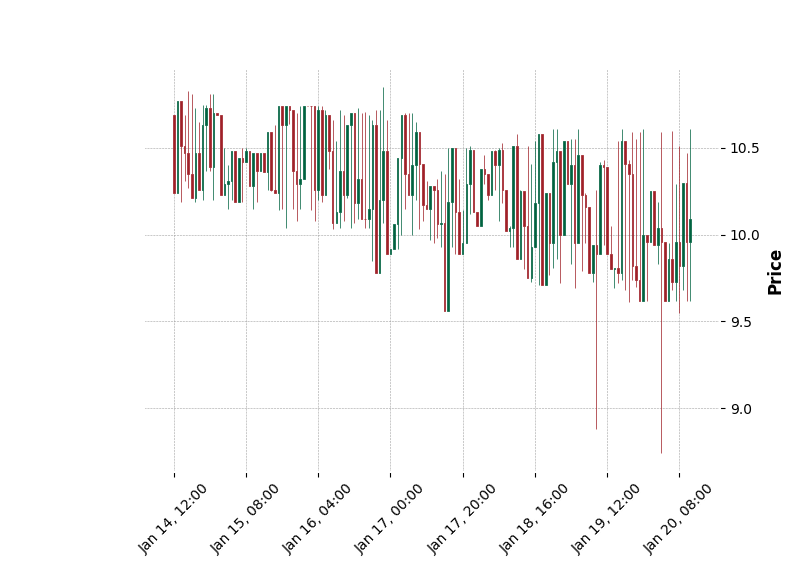 10.5
10.0
9.5
9.0
Price
Jan 14, 12:00
Jan 15, 08:00
Jan 16, 04:00
Jan 17, 00:00
Jan 17, 20:00
Jan 18, 16:00
Jan 19, 12:00
Jan 20, 08:00